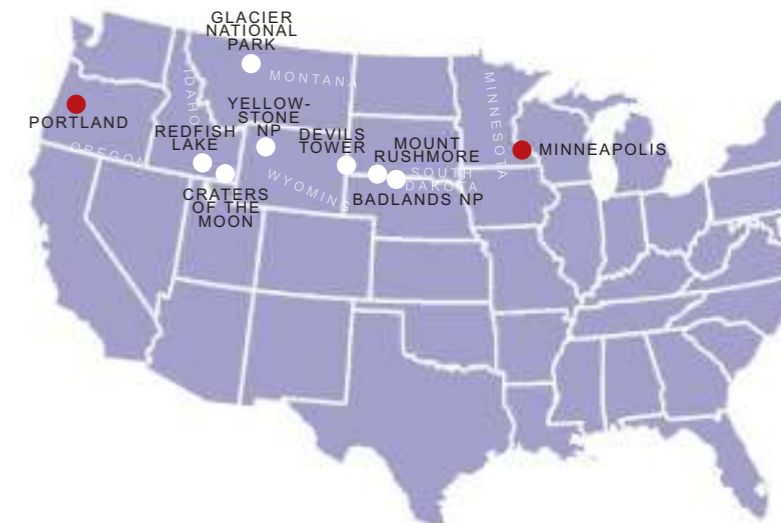 GLACIER
NATIONAL
PARK
MONTANA
IDAHO
MINNESOTA
PORTLAND
YELLOW-
STONE
NP
REDFISH
LAKE
DEVILS
TOWER
MOUNT
RUSHMORE
MINNEAPOLIS
OREGON
WYOMING
SOUTH
DAKOTA
CRATERS
OF THE
MOON
BADLANDS NP